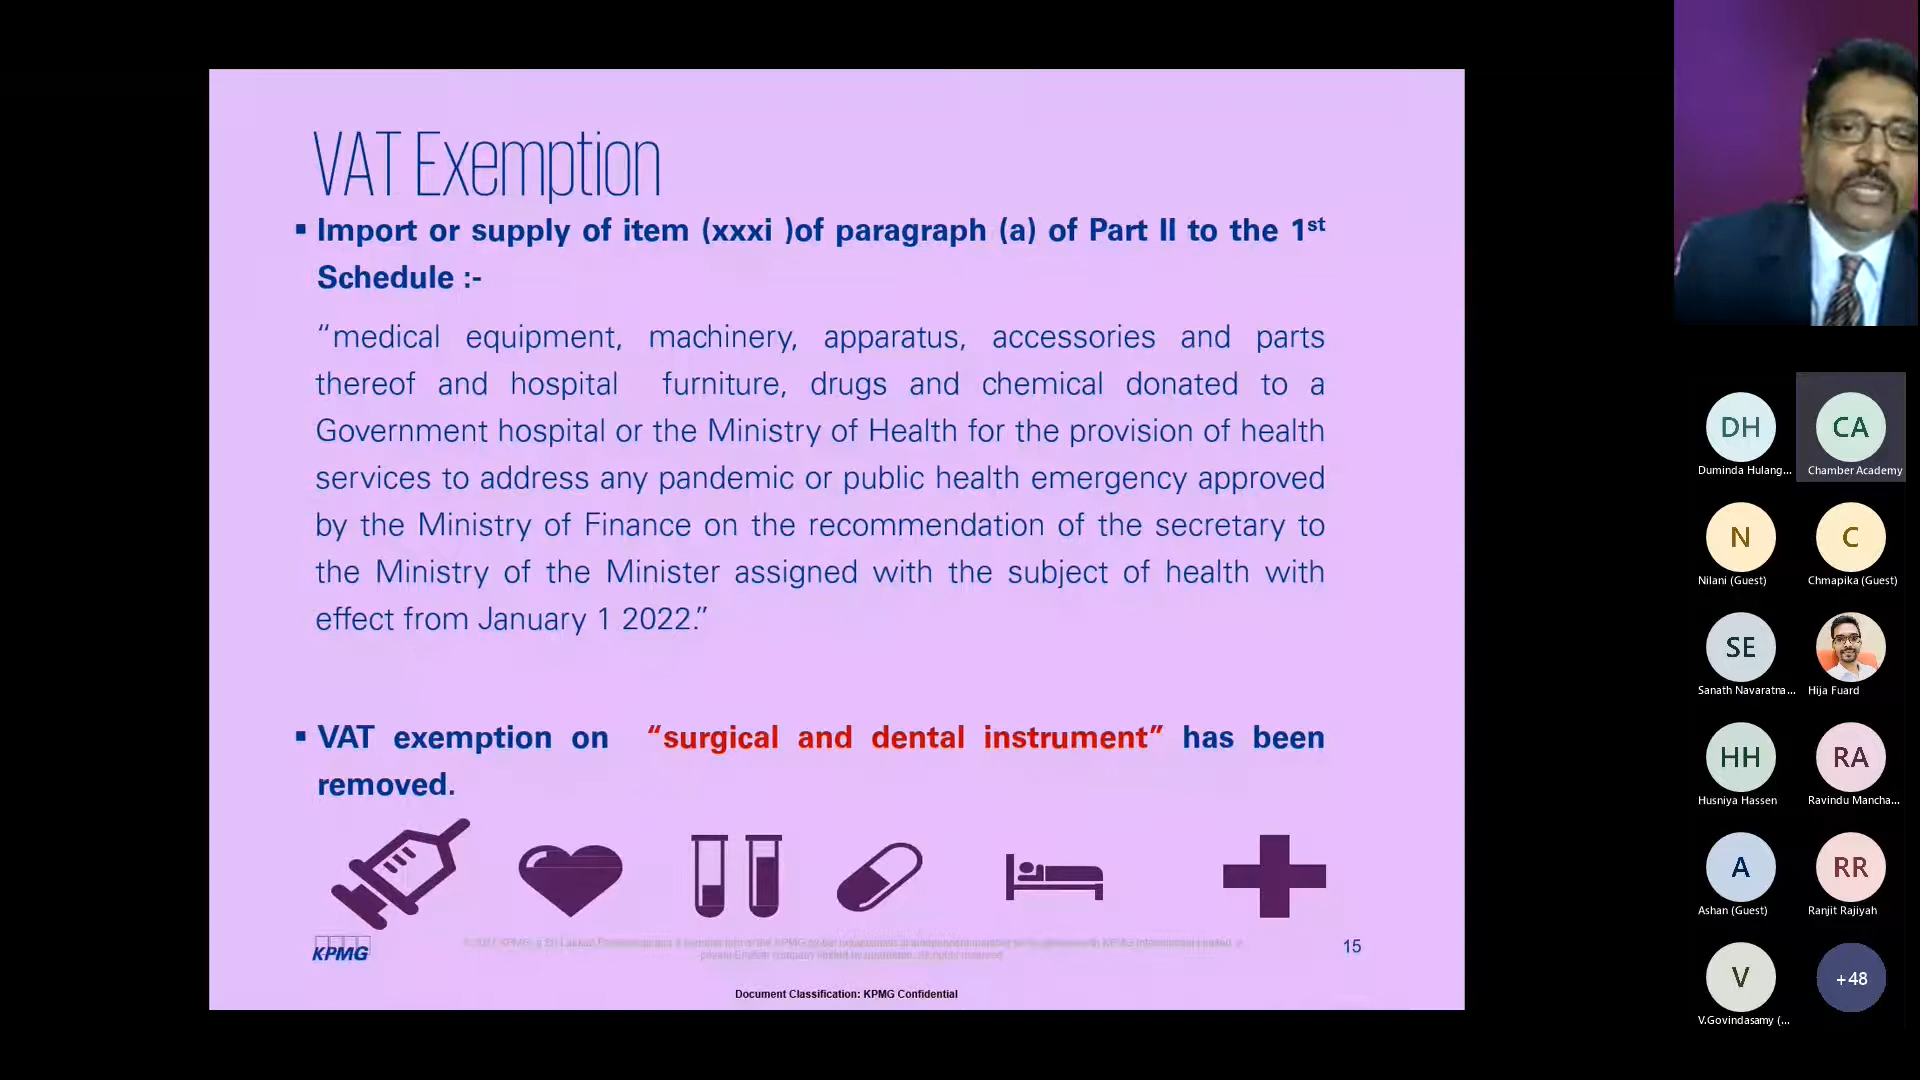 VAT Exemption
▪ Import or supply of item (xxxi )of paragraph (a) of Part II to the 1st
Schedule :-
“medical equipment, machinery, apparatus, accessories and parts
thereof and hospital furniture, drugs and chemical donated to a
Government hospital or the Ministry of Health for the provision of health
services to address any pandemic or public health emergency approved
by the Ministry of Finance on the recommendation of the secretary to
the Ministry of the Minister assigned with the subject of health with
effect from January 1 2022.”
▪ VAT exemption on “surgical and dental instrument” has been
removed.
KPMG
15
Document Classification: KPMG Confidential
DH
Duminda Hulang...
CA
Chamber Academy
N
Nilani (Guest)
C
Chmapika (Guest)
SE
Sanath Navaratna...
Hija Fuard
HH
Husniya Hassen
RA
Ravindu Mancha...
A
Ashan (Guest)
RR
Ranjit Rajiyah
V
V.Govindasamy (...
+48